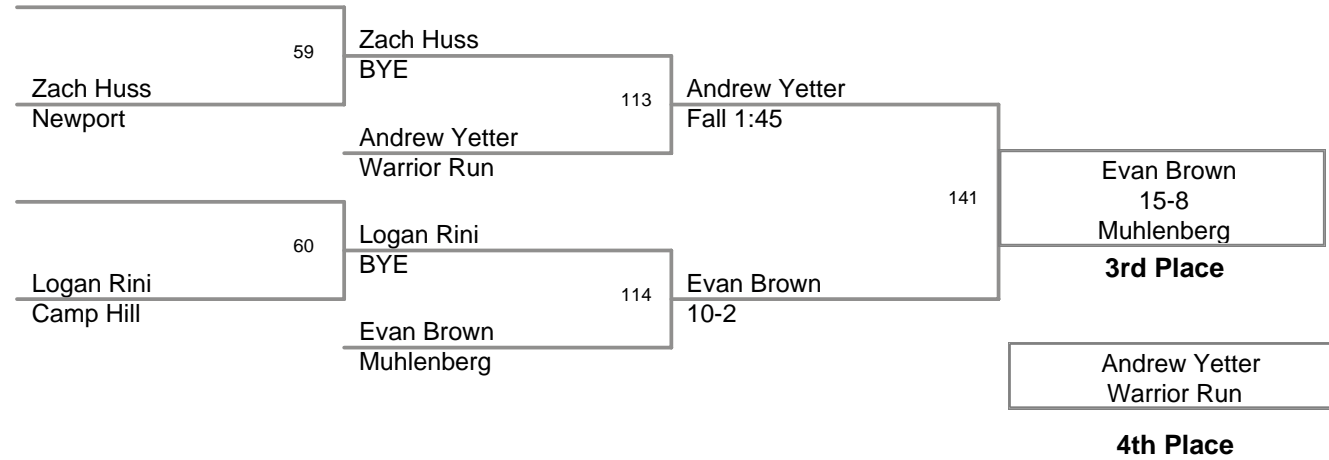 59
Zach Huss
Newport
Zach Huss
BYE
113
Andrew Yetter
Warrior Run
Andrew Yetter
Fall 1:45
60
Logan Rini
Camp Hill
Logan Rini
BYE
114
Evan Brown
Muhlenberg
Evan Brown
10-2
141
Evan Brown
15-8
Muhlenberg
3rd Place
Andrew Yetter
Warrior Run
4th Place